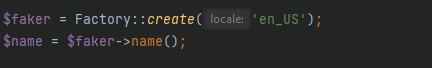 $faker = Factory::create( locale: 'en_US');
$name = $faker->name();